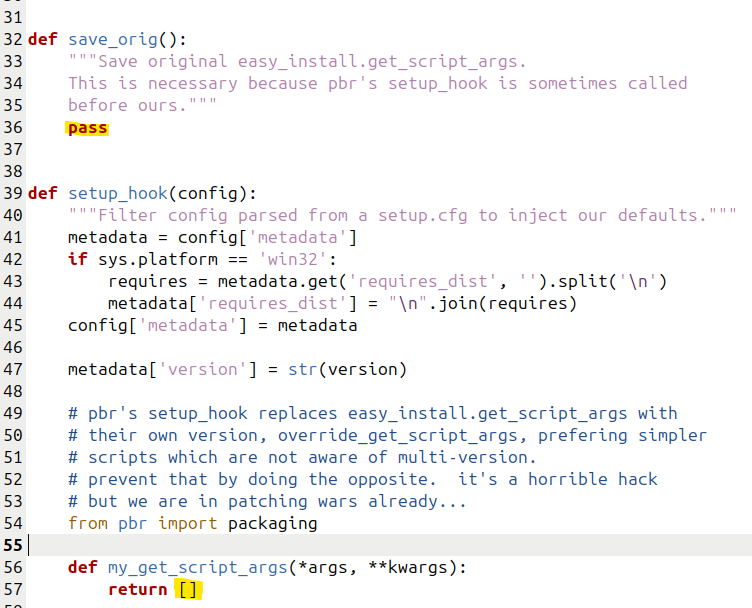 31
32 def save_orig():
33     """Save original easy_install.get_script_args.
34     This is necessary because pbr's setup_hook is sometimes called
35     before ours."""
36     pass
37
38
39 def setup_hook(config):
40     """Filter config parsed from a setup.cfg to inject our defaults."""
41     metadata = config['metadata']
42     if sys.platform == 'win32':
43         requires = metadata.get('requires_dist', '').split('\n')
44         metadata['requires_dist'] = "\n".join(requires)
45     config['metadata'] = metadata
46
47     metadata['version'] = str(version)
48
49     # pbr's setup_hook replaces easy_install.get_script_args with
50     # their own version, override_get_script_args, prefering simpler
51     # scripts which are not aware of multi-version.
52     # prevent that by doing the opposite.  it's a horrible hack
53     # but we are in patching wars already...
54     from pbr import packaging
55
56     def my_get_script_args(*args, **kwargs):
57         return []